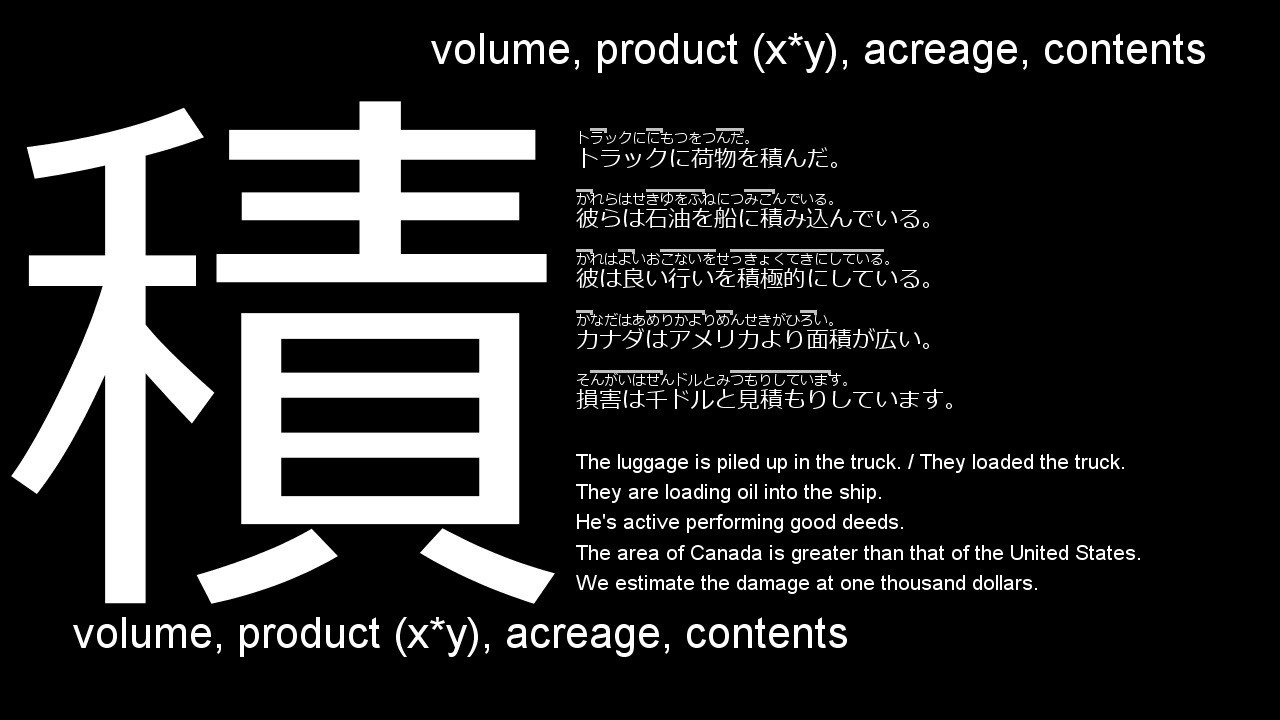 volume, product (x*y), acreage, contents
積
トラックににもつをつんだ。
トラックに荷物を積んだ。
かれらはせきゆをふねにつみこんでいる。
彼らは石油を船に積み込んでいる。
かれはよいおこないをせっきょくてきにしている。
彼は良い行いを積極的にしている。
かなだはあめりかよりめんせきがひろい。
カナダはアメリカより面積が広い。
そんがいはせんドルとみつもりしています。
損害は千ドルと見積もりしています。
The luggage is piled up in the truck. / They loaded the truck.
They are loading oil into the ship.
He's active performing good deeds.
The area of Canada is greater than that of the United States.
We estimate the damage at one thousand dollars.
volume, product (x*y), acreage, contents